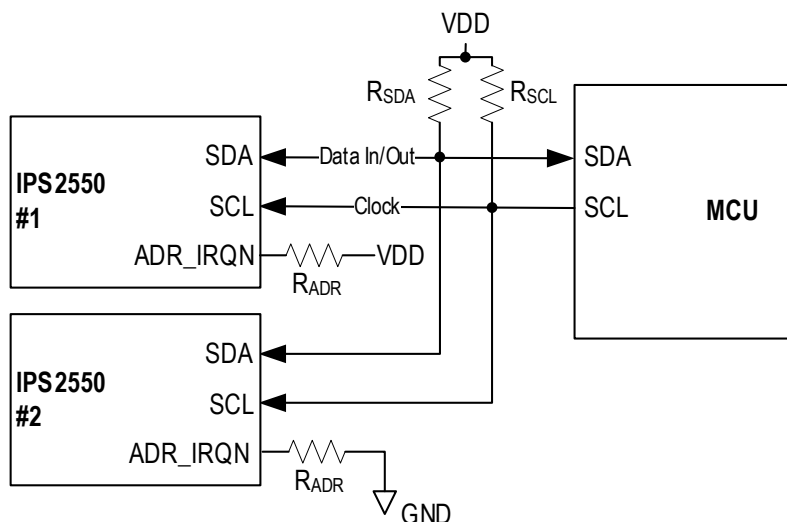 VDD
RSDA
RSCL
IPS2550
#1
SDA
SCL
ADR_IRQN
Data In/Out
Clock
RADR
VDD
SDA
SCL
MCU
IPS2550
#2
SDA
SCL
ADR_IRQN
RADR
GND